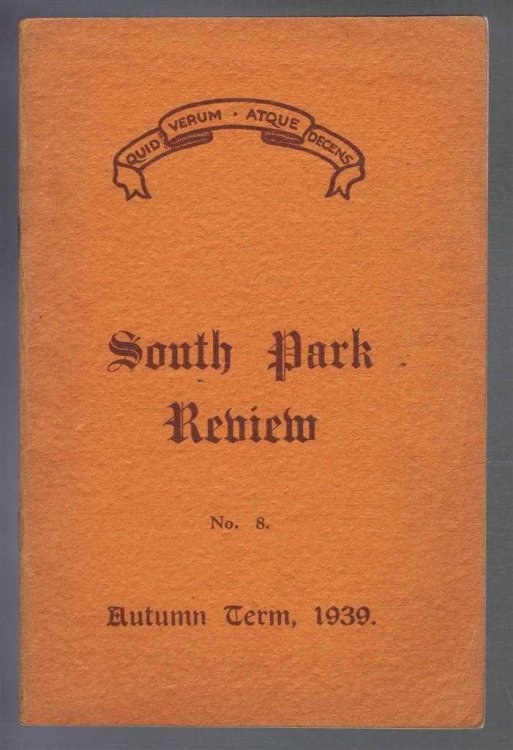 QUID VERUM · ATQUE DECENS
South Park
Review
No. 8.
Autumn Term, 1939.